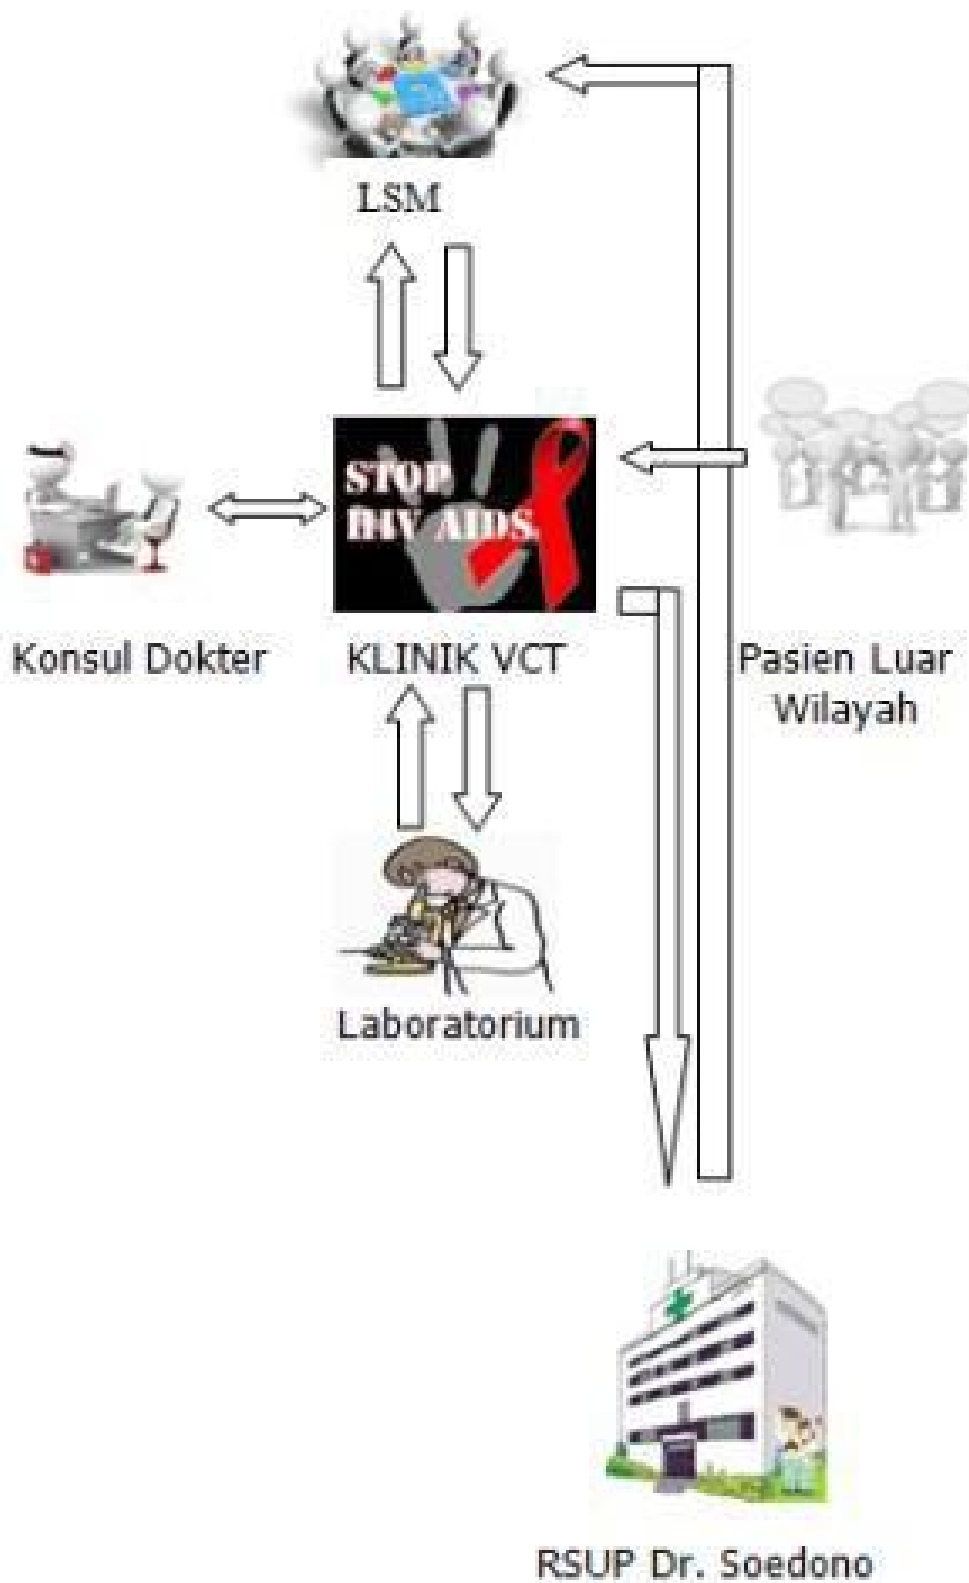 LSM
STOP
HIV AIDS
Konsul Dokter
KLINIK VCT
Pasien Luar
Wilayah
Laboratorium
RSUP Dr. Soedono